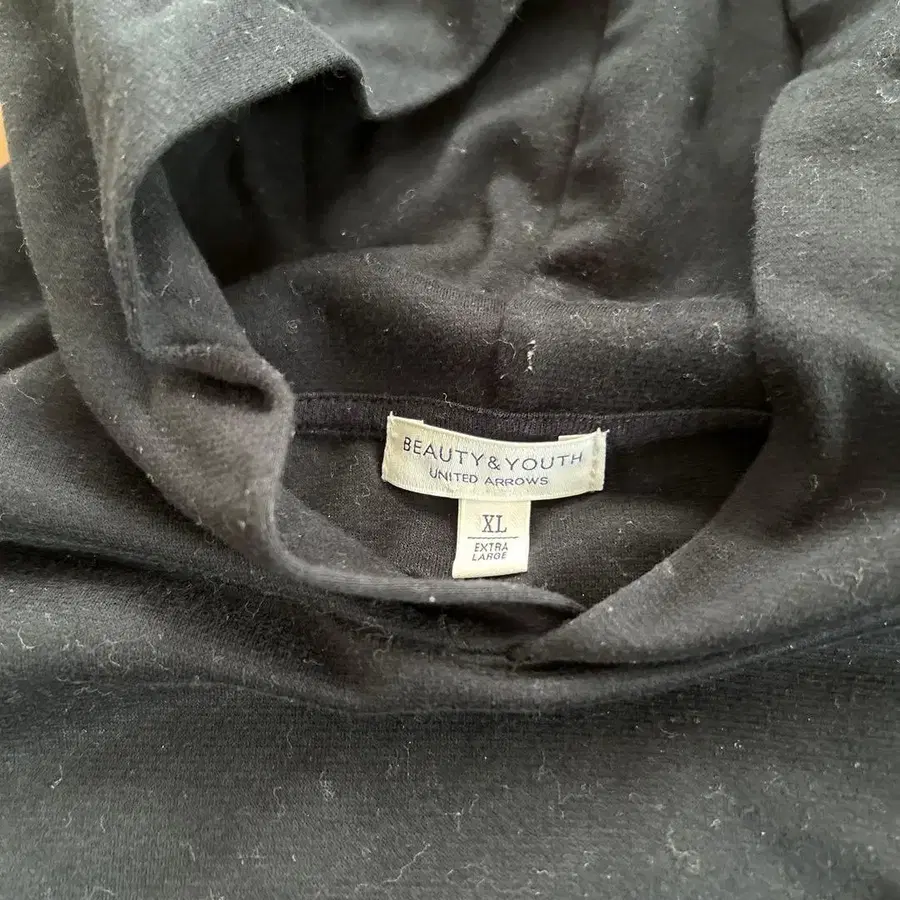 BEAUTY&YOUTH
UNITED ARROWS
XL
EXTRA
LARGE